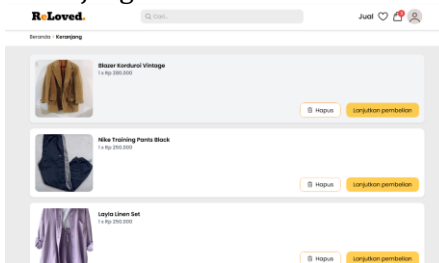 ReLoved.
Cari...
Jual
Beranda › Keranjang
Blazer Korduroi Vintage
1 x Rp 280.000
Hapus
Lanjutkan pembelian
Nike Training Pants Black
1 x Rp 250.000
Hapus
Lanjutkan pembelian
Layla Linen Set
1 x Rp 290.000
Hapus
Lanjutkan pembelian